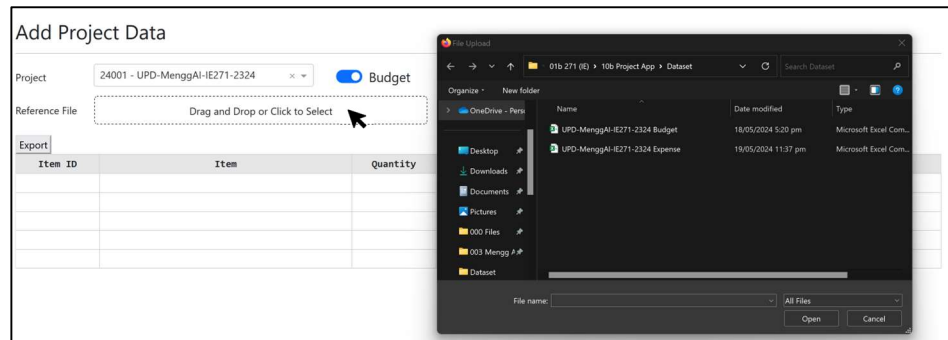 Add Project Data
Project
24001 - UPD-MenggAI-IE271-2324
Budget
Reference File
Drag and Drop or Click to Select
Export
Item ID Item Quantity
File Upload
01b 271 (IE) › 10b Project App › Dataset
Search Dataset
Organize New folder
OneDrive - Perso
Desktop
Downloads
Documents
Pictures
000 Files
003 Mengg A
Dataset
Name Date modified Type
UPD-MenggAI-IE271-2324 Budget 18/05/2024 5:20 pm Microsoft Excel Com...
UPD-MenggAI-IE271-2324 Expense 19/05/2024 11:37 pm Microsoft Excel Com...
File name:
All Files
Open Cancel